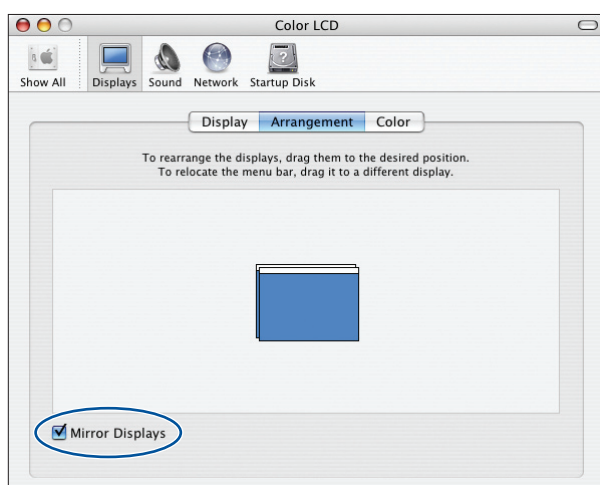 Color LCD
Show All Displays Sound Network Startup Disk
Display Arrangement Color
To rearrange the displays, drag them to the desired position.
To relocate the menu bar, drag it to a different display.
Mirror Displays